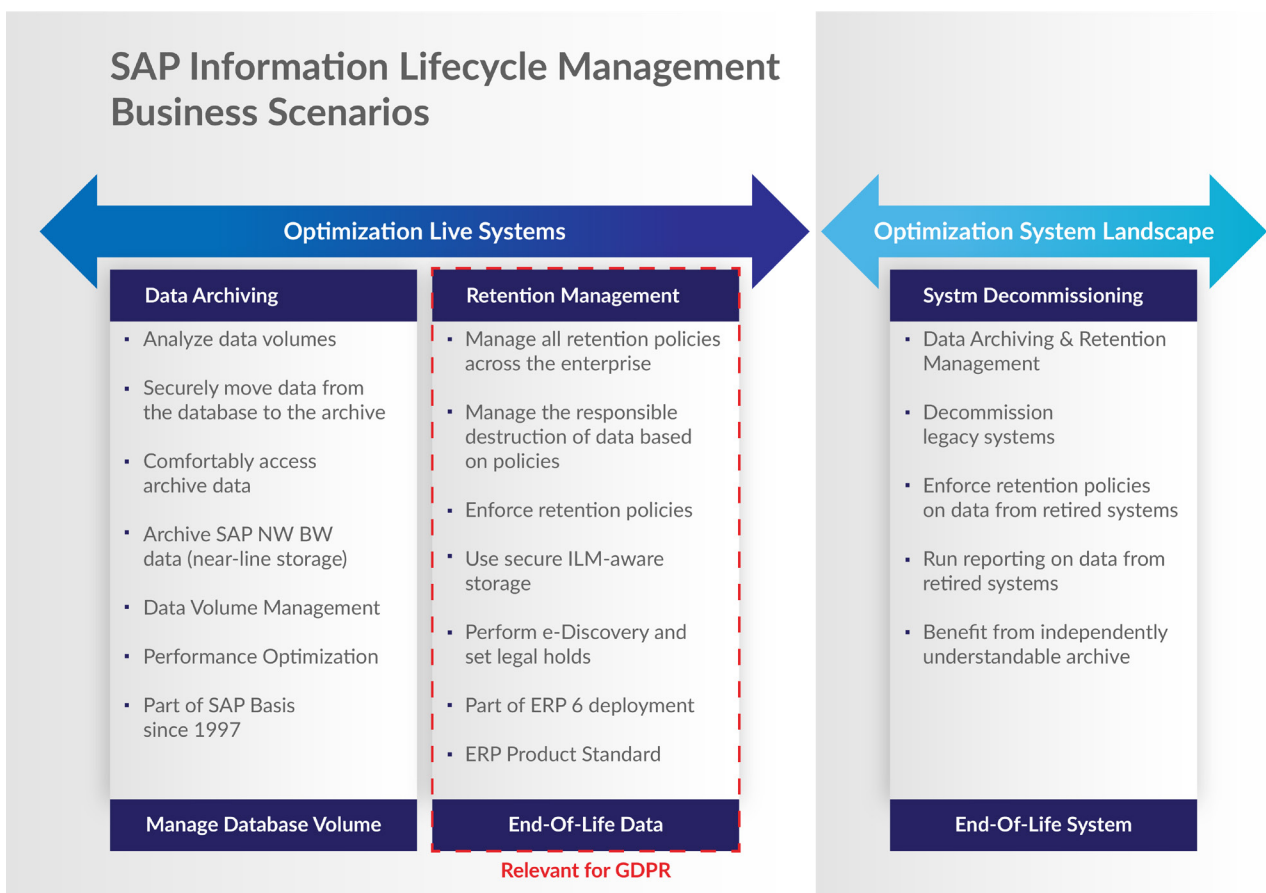 SAP Information Lifecycle Management
Business Scenarios
Optimization Live Systems
Optimization System Landscape
Data Archiving
▪ Analyze data volumes
▪ Securely move data from
the database to the archive
▪ Comfortably access
archive data
▪ Archive SAP NW BW
data (near-line storage)
▪ Data Volume Management
▪ Performance Optimization
▪ Part of SAP Basis
since 1997
Manage Database Volume
Retention Management
▪ Manage all retention policies
across the enterprise
▪ Manage the responsible
destruction of data based
on policies
▪ Enforce retention policies
▪ Use secure ILM-aware
storage
▪ Perform e-Discovery and
set legal holds
▪ Part of ERP 6 deployment
▪ ERP Product Standard
End-Of-Life Data
Relevant for GDPR
Systm Decommissioning
▪ Data Archiving & Retention
Management
▪ Decommission
legacy systems
▪ Enforce retention policies
on data from retired systems
▪ Run reporting on data from
retired systems
▪ Benefit from independently
understandable archive
End-Of-Life System